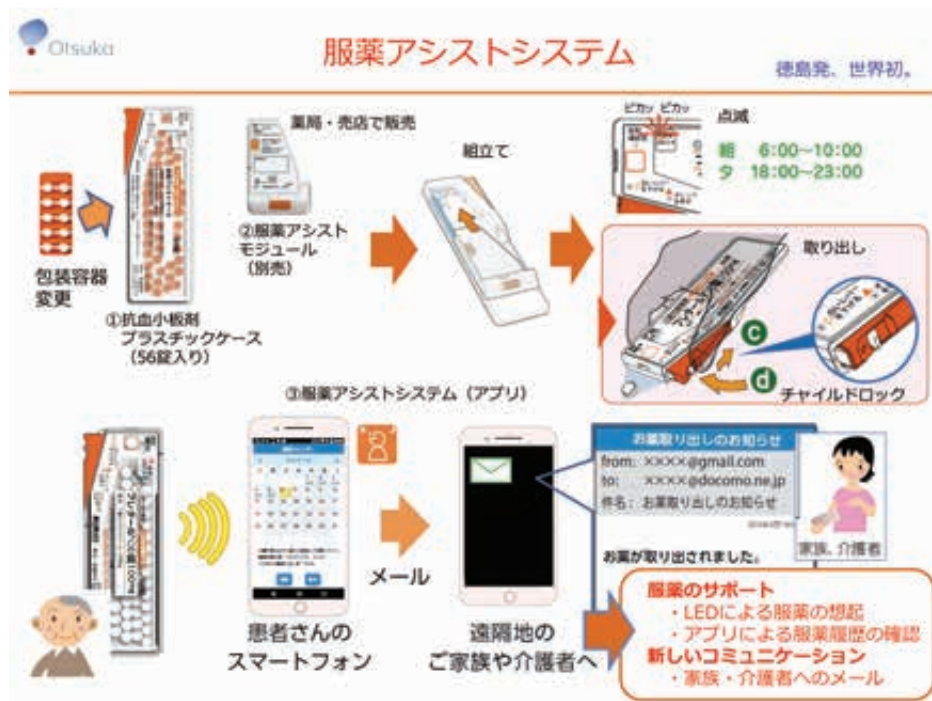 Otsuka
服薬アシストシステム
徳島発、世界初。
包装容器
変更
①抗血小板剤
プラスチックケース
（56錠入り）
薬局・売店で販売
②服薬アシスト
モジュール
（別売）
組立て
ピカッ ピカッ
点滅
朝 6:00～10:00
夕 18:00～23:00
取り出し
c
d
チャイルドロック
③服薬アシストシステム（アプリ）
患者さんの
スマートフォン
メール
遠隔地の
ご家族や介護者へ
お薬取り出しのお知らせ
from: ××××@gmail.com
to: ××××@docomo.ne.jp
件名： お薬取り出しのお知らせ
お薬が取り出されました。
家族、介護者
服薬のサポート
・LEDによる服薬の想起
・アプリによる服薬履歴の確認
新しいコミュニケーション
・家族・介護者へのメール